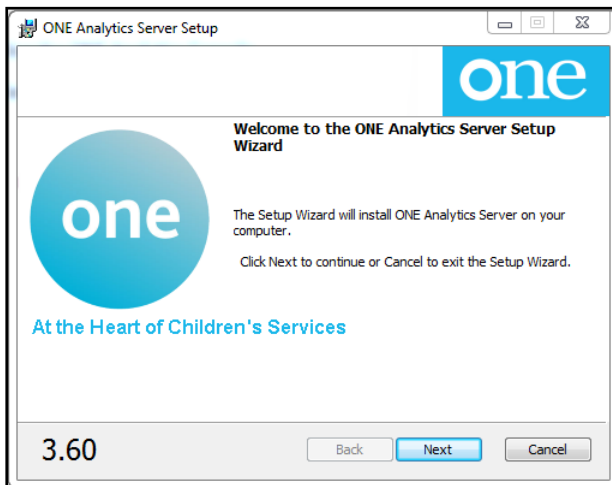 ONE Analytics Server Setup
one
Welcome to the ONE Analytics Server Setup
Wizard
one
The Setup Wizard will install ONE Analytics Server on your
computer.
Click Next to continue or Cancel to exit the Setup Wizard.
At the Heart of Children's Services
3.60
Back
Next
Cancel